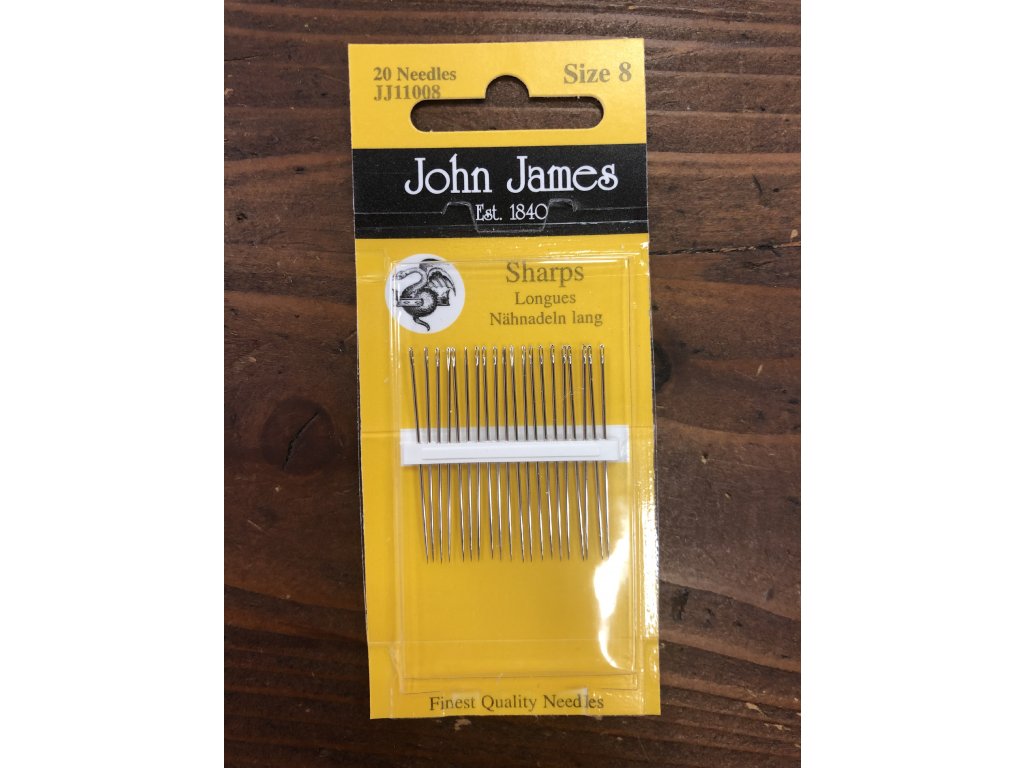 20 Needles
JJ11008
Size 8
John James
Est. 1840
Sharps
Longues
Nähnadeln lang
Finest Quality Needles